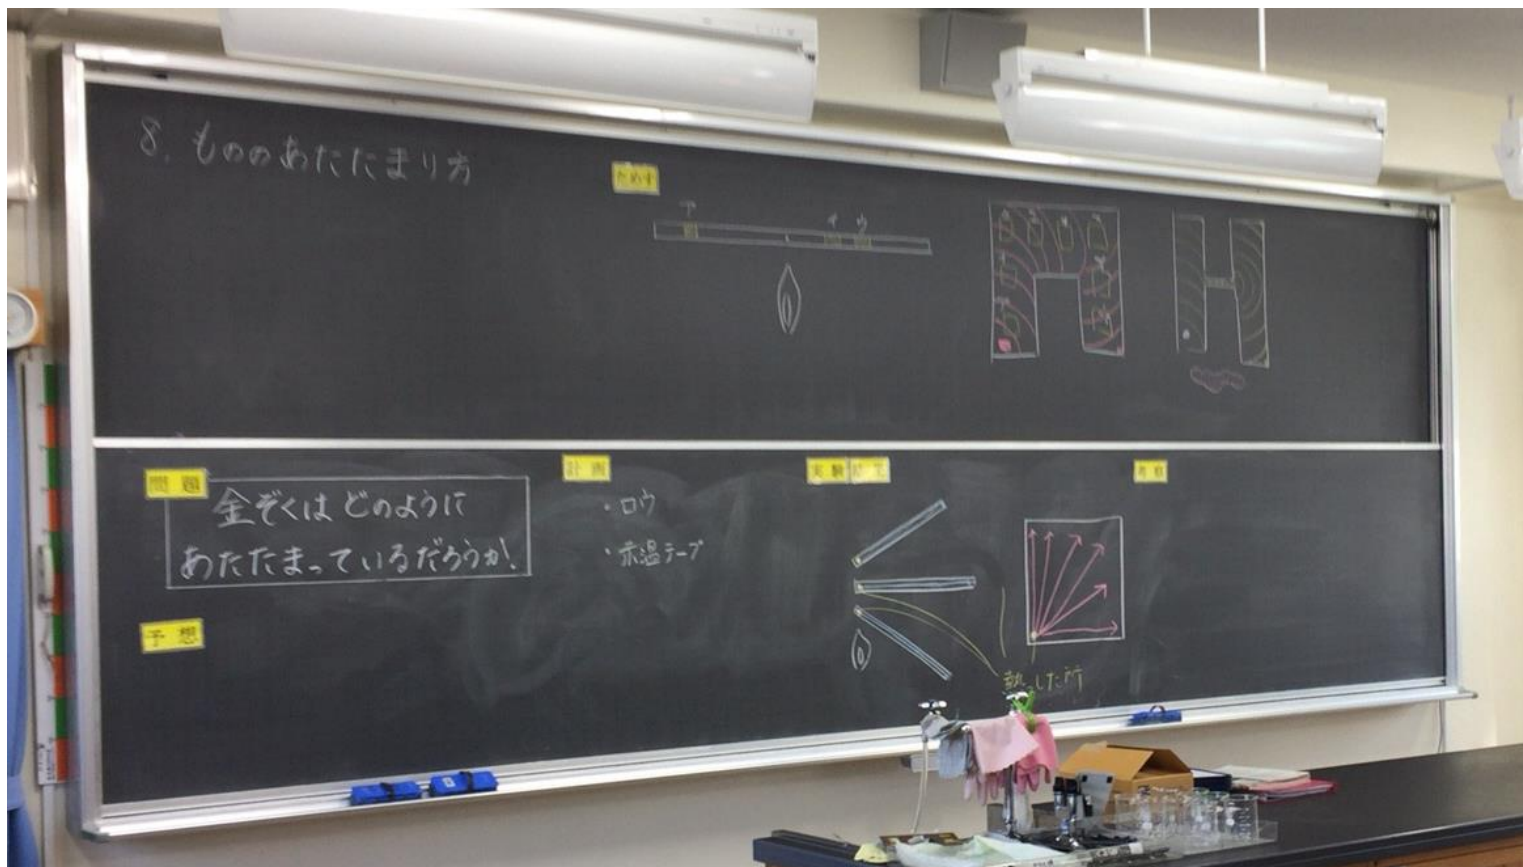 8. もののあたたまり方
ためす
ア イ ウ
問題
金ぞくは どのように
あたたまっているだろうか!
予想
計画
・ロウ
・示温テープ
実験 結果
熱した所
考察